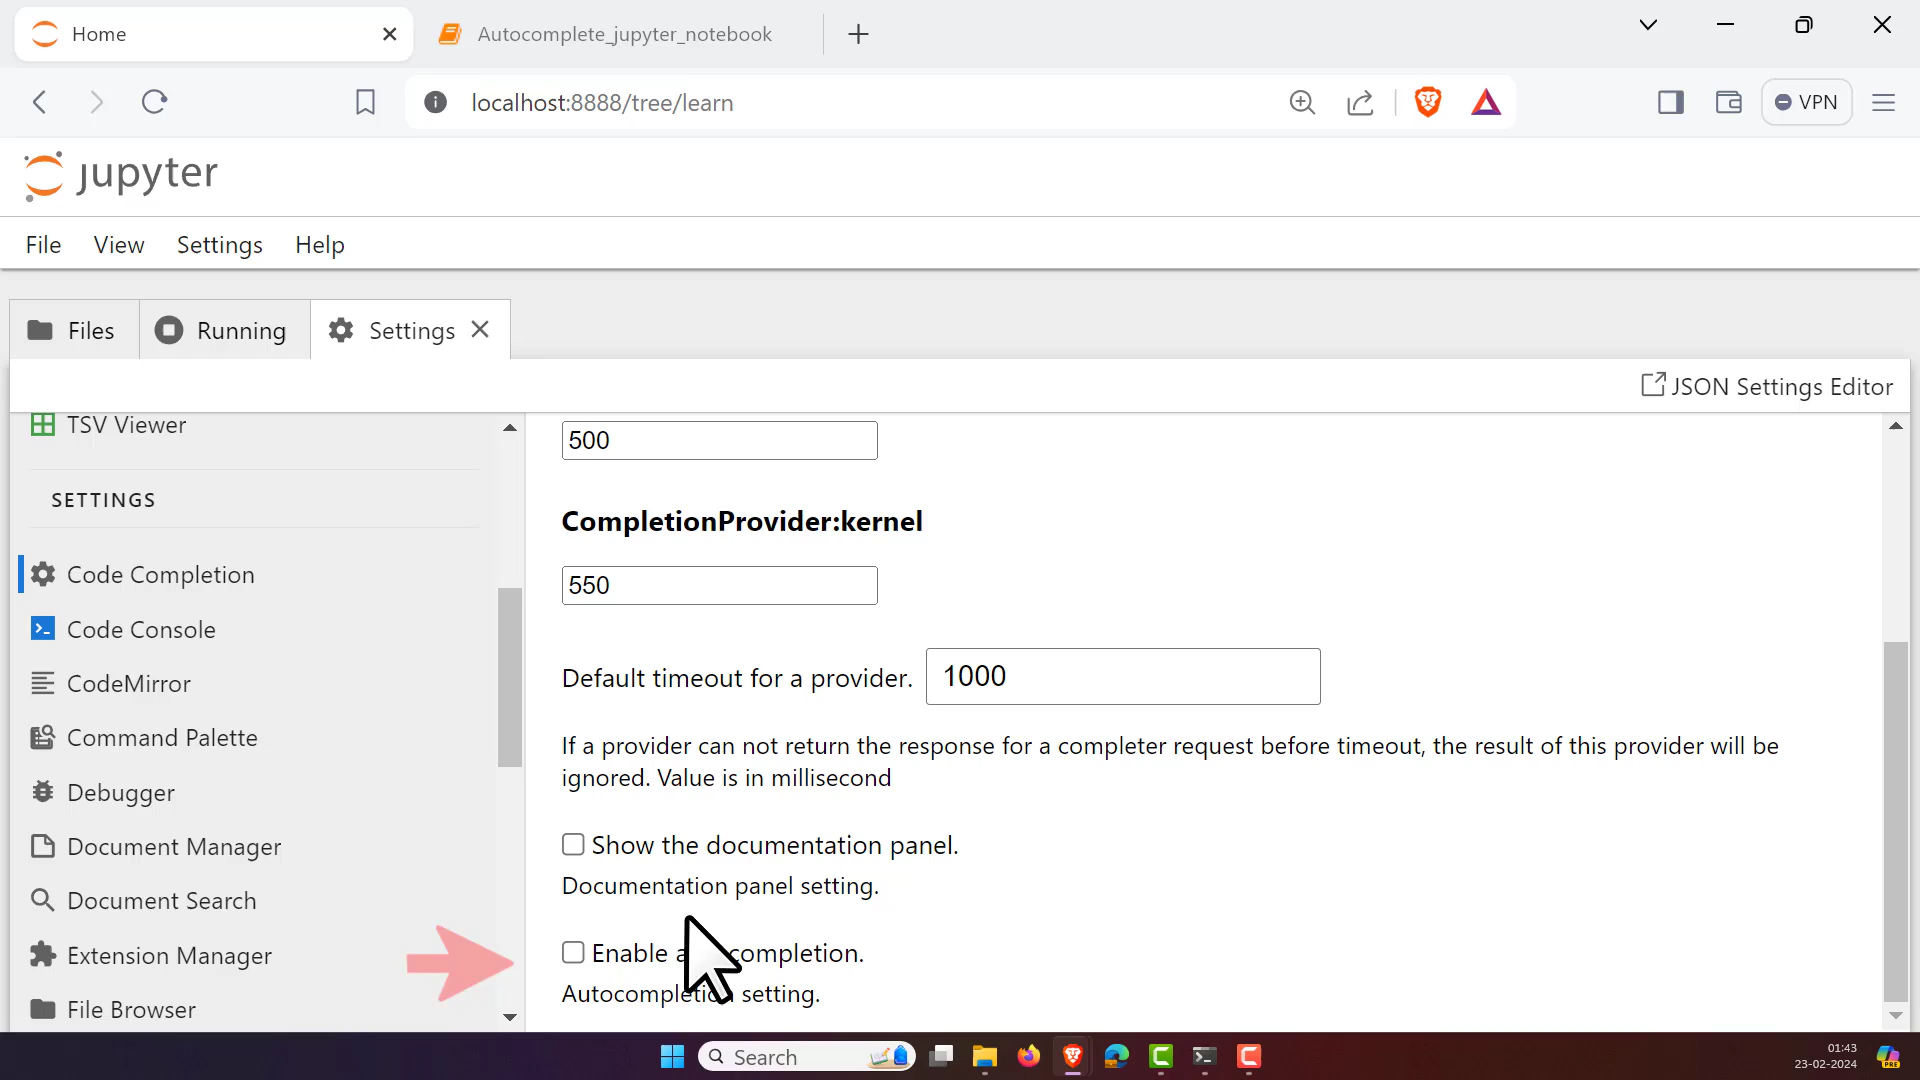 Home
Autocomplete_jupyter_notebook
localhost:8888/tree/learn
VPN
jupyter
File View Settings Help
Files
Running
Settings
JSON Settings Editor
TSV Viewer
SETTINGS
Code Completion
Code Console
CodeMirror
Command Palette
Debugger
Document Manager
Document Search
Extension Manager
File Browser
500
CompletionProvider:kernel
550
Default timeout for a provider. 1000
If a provider can not return the response for a completer request before timeout, the result of this provider will be
ignored. Value is in millisecond
Show the documentation panel.
Documentation panel setting.
Enable completion.
Autocompletion setting.
Search
01:43
23-02-2024
PRE